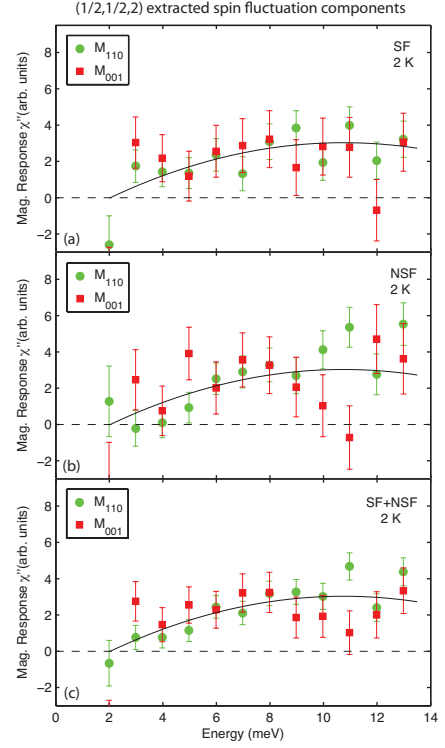 (1/2,1/2,2) extracted spin fluctuation components
Mag. Response χ''(arb. units)
8
6
4
2
0
−2
M110
M001
SF
2 K
(a)
Mag. Response χ''(arb. units)
8
6
4
2
0
−2
M110
M001
NSF
2 K
(b)
Mag. Response χ''(arb. units)
8
6
4
2
0
−2
M110
M001
SF+NSF
2 K
(c)
0 2 4 6 8 10 12 14
Energy (meV)